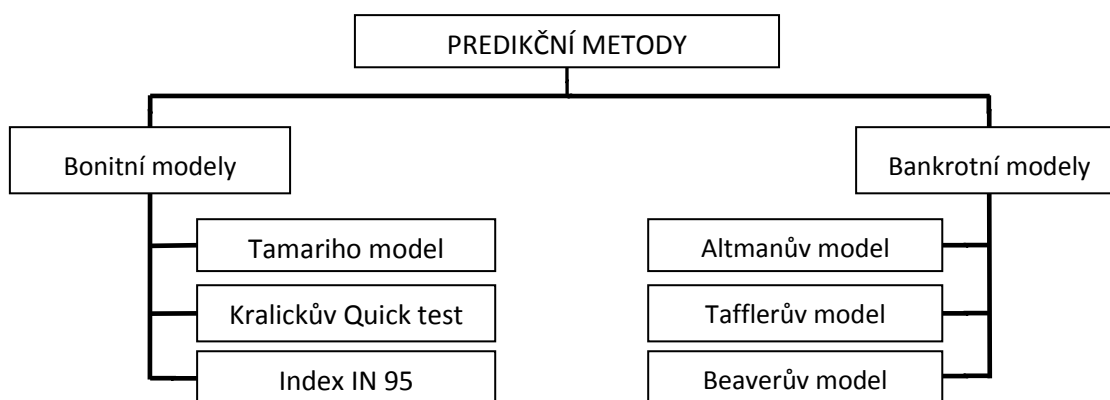 PREDIKČNÍ METODY
Bonitní modely
Bankrotní modely
Tamariho model
Altmanův model
Kralickův Quick test
Tafflerův model
Index IN 95
Beaverův model